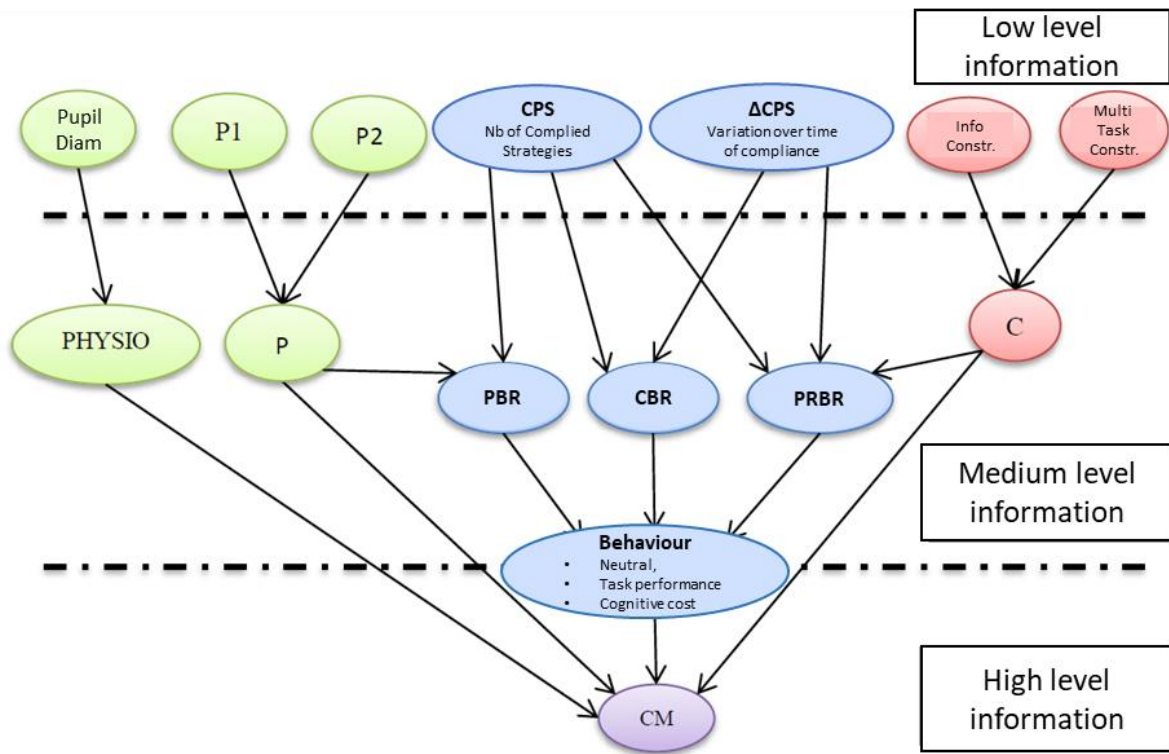 Low level
information
Pupil
Diam
P1
P2
CPS
Nb of Complied
Strategies
ΔCPS
Variation over time
of compliance
Info
Constr.
Multi
Task
Constr.
PHYSIO
P
C
PBR
CBR
PRBR
Medium level
information
Behaviour
• Neutral,
• Task performance
• Cognitive cost
High level
information
CM